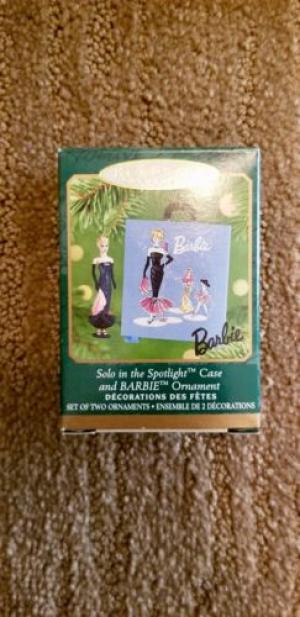 Barbie
Barbie
Solo in the Spotlight™ Case
and BARBIE™ Ornament
DÉCORATIONS DES FÊTES
SET OF TWO ORNAMENTS • ENSEMBLE DE 2 DÉCORATIONS